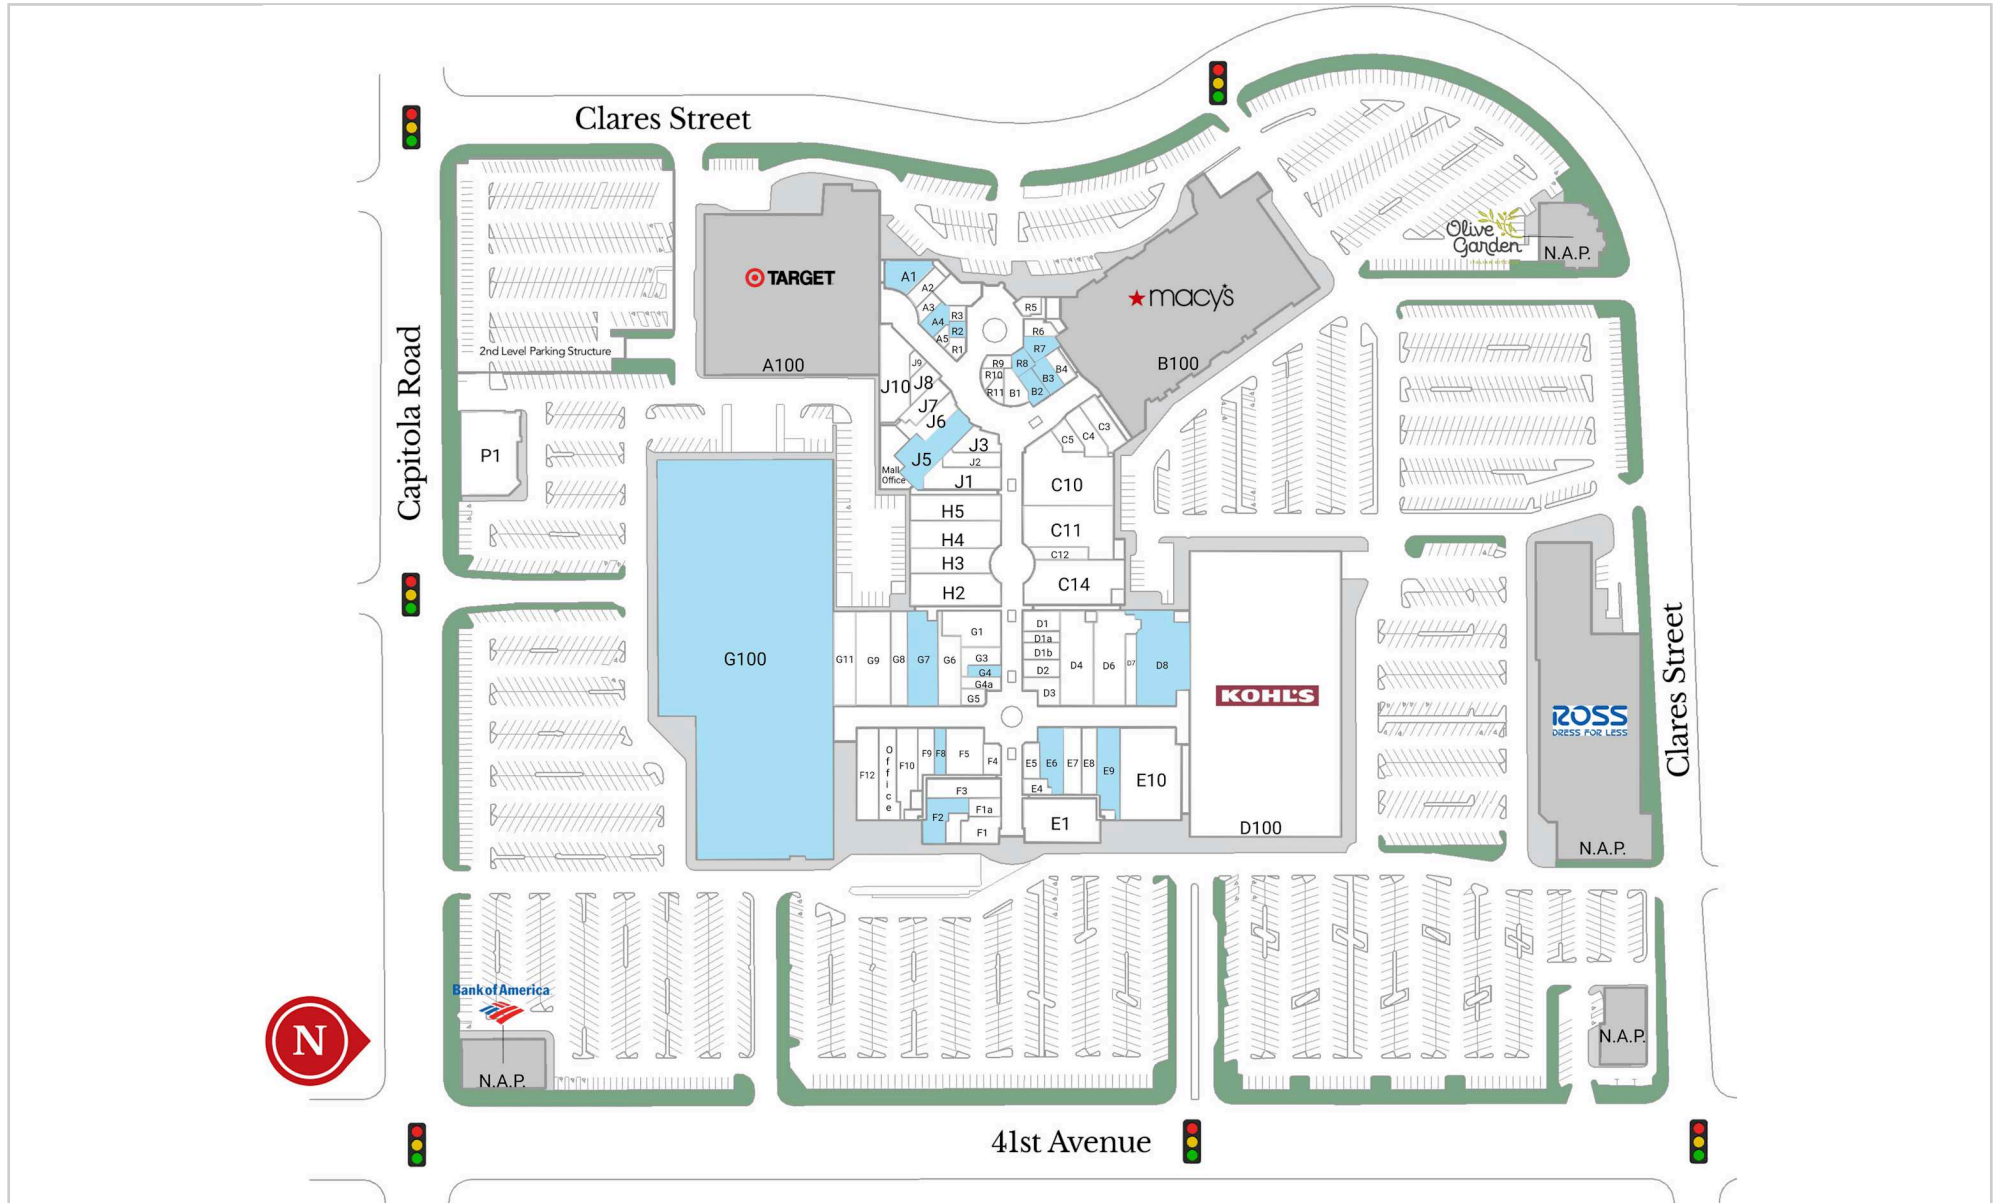 Clares Street
Capitola Road
2nd Level Parking Structure
TARGET
A100
macy's
B100
Olive
Garden
N.A.P.
A1
A2
A3
A4
A5
R3
R2
R1
R5
R6
R7
R8
R9
R10
R11
B1
B2
B3
B4
J10
J9
J8
J7
J6
J5
J3
J2
J1
Mall
Office
C3
C4
C5
C10
C11
C12
C14
P1
H5
H4
H3
H2
G100
G11
G9
G8
G7
G6
G1
G3
G4
G4a
G5
D1
D1a
D1b
D2
D3
D4
D6
D7
D8
KOHL'S
D100
ROSS
DRESS FOR LESS
N.A.P.
Clares Street
F12
Office
F10
F9
F8
F5
F4
F3
F2
F1a
F1
E5
E6
E7
E8
E9
E10
E4
E1
Bank of America
N.A.P.
N.A.P.
N
41st Avenue